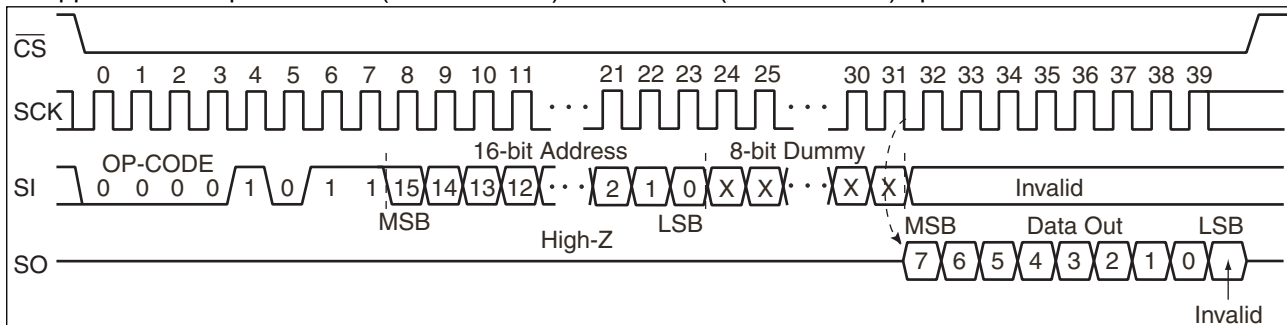 CS
0 1 2 3 4 5 6 7 8 9 10 11 21 22 23 24 25 30 31 32 33 34 35 36 37 38 39
SCK
OP-CODE 16-bit Address 8-bit Dummy
SI 0 0 0 0 1 0 1 1 15 14 13 12 ··· 2 1 0 X X ··· X X Invalid
MSB LSB MSB Data Out LSB
High-Z
SO 7 6 5 4 3 2 1 0
Invalid